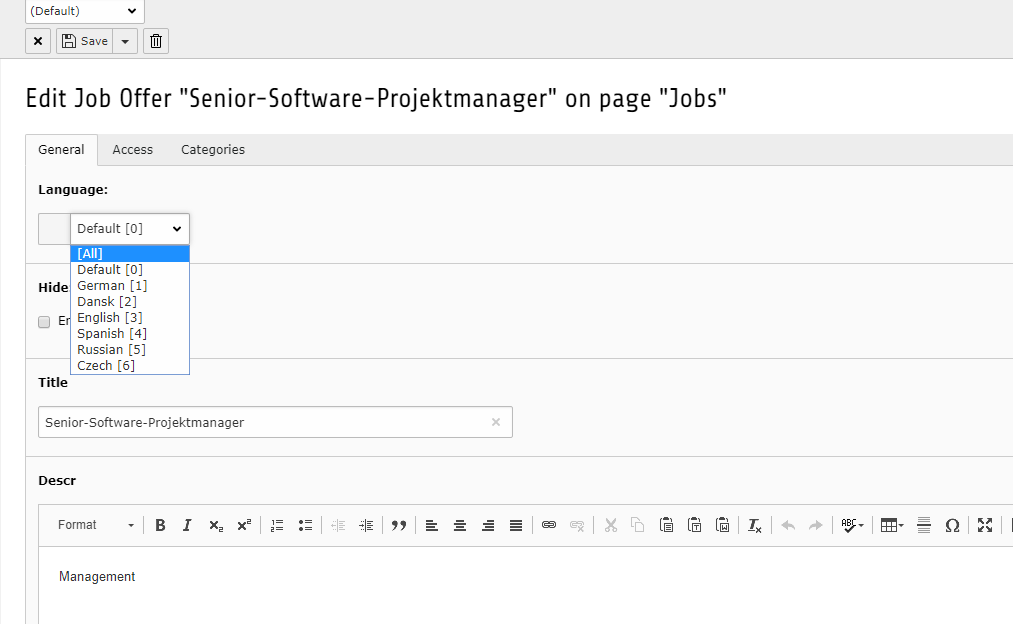 (Default)
Save
Edit Job Offer "Senior-Software-Projektmanager" on page "Jobs"
General Access Categories
Language:
Default [0]
[All]
Default [0]
German [1]
Dansk [2]
English [3]
Spanish [4]
Russian [5]
Czech [6]
Hide
Title
Senior-Software-Projektmanager
Descr
Format
Management